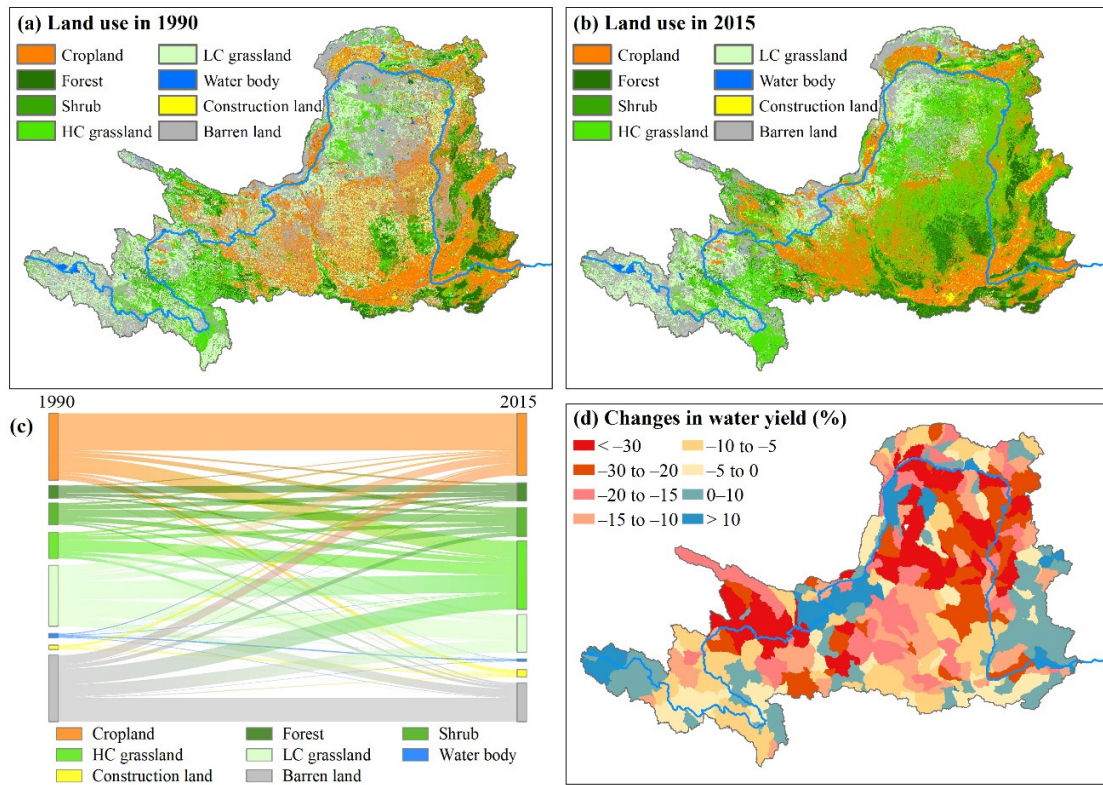 (a) Land use in 1990
Cropland LC grassland
Forest Water body
Shrub Construction land
HC grassland Barren land
(b) Land use in 2015
Cropland LC grassland
Forest Water body
Shrub Construction land
HC grassland Barren land
1990 2015
(c)
Cropland Forest Shrub
HC grassland LC grassland Water body
Construction land Barren land
(d) Changes in water yield (%)
< –30 –10 to –5
–30 to –20 –5 to 0
–20 to –15 0–10
–15 to –10 > 10